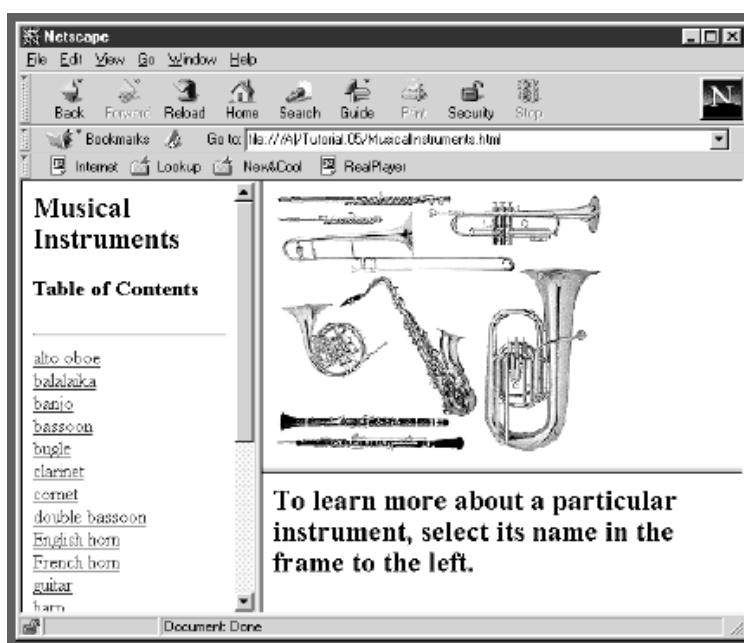 Netscape
File Edit View Go Window Help
Back Forward Reload Home Search Guide Print Security Stop
N
Bookmarks Go to: file:///A|/Tutorial.05/MusicalInstruments.html
Internet Lookup New&Cool RealPlayer
Musical
Instruments
Table of Contents
alto oboe
balalaika
banjo
bassoon
bugle
clarinet
cornet
double bassoon
English horn
French horn
guitar
harp
To learn more about a particular
instrument, select its name in the
frame to the left.
Document: Done